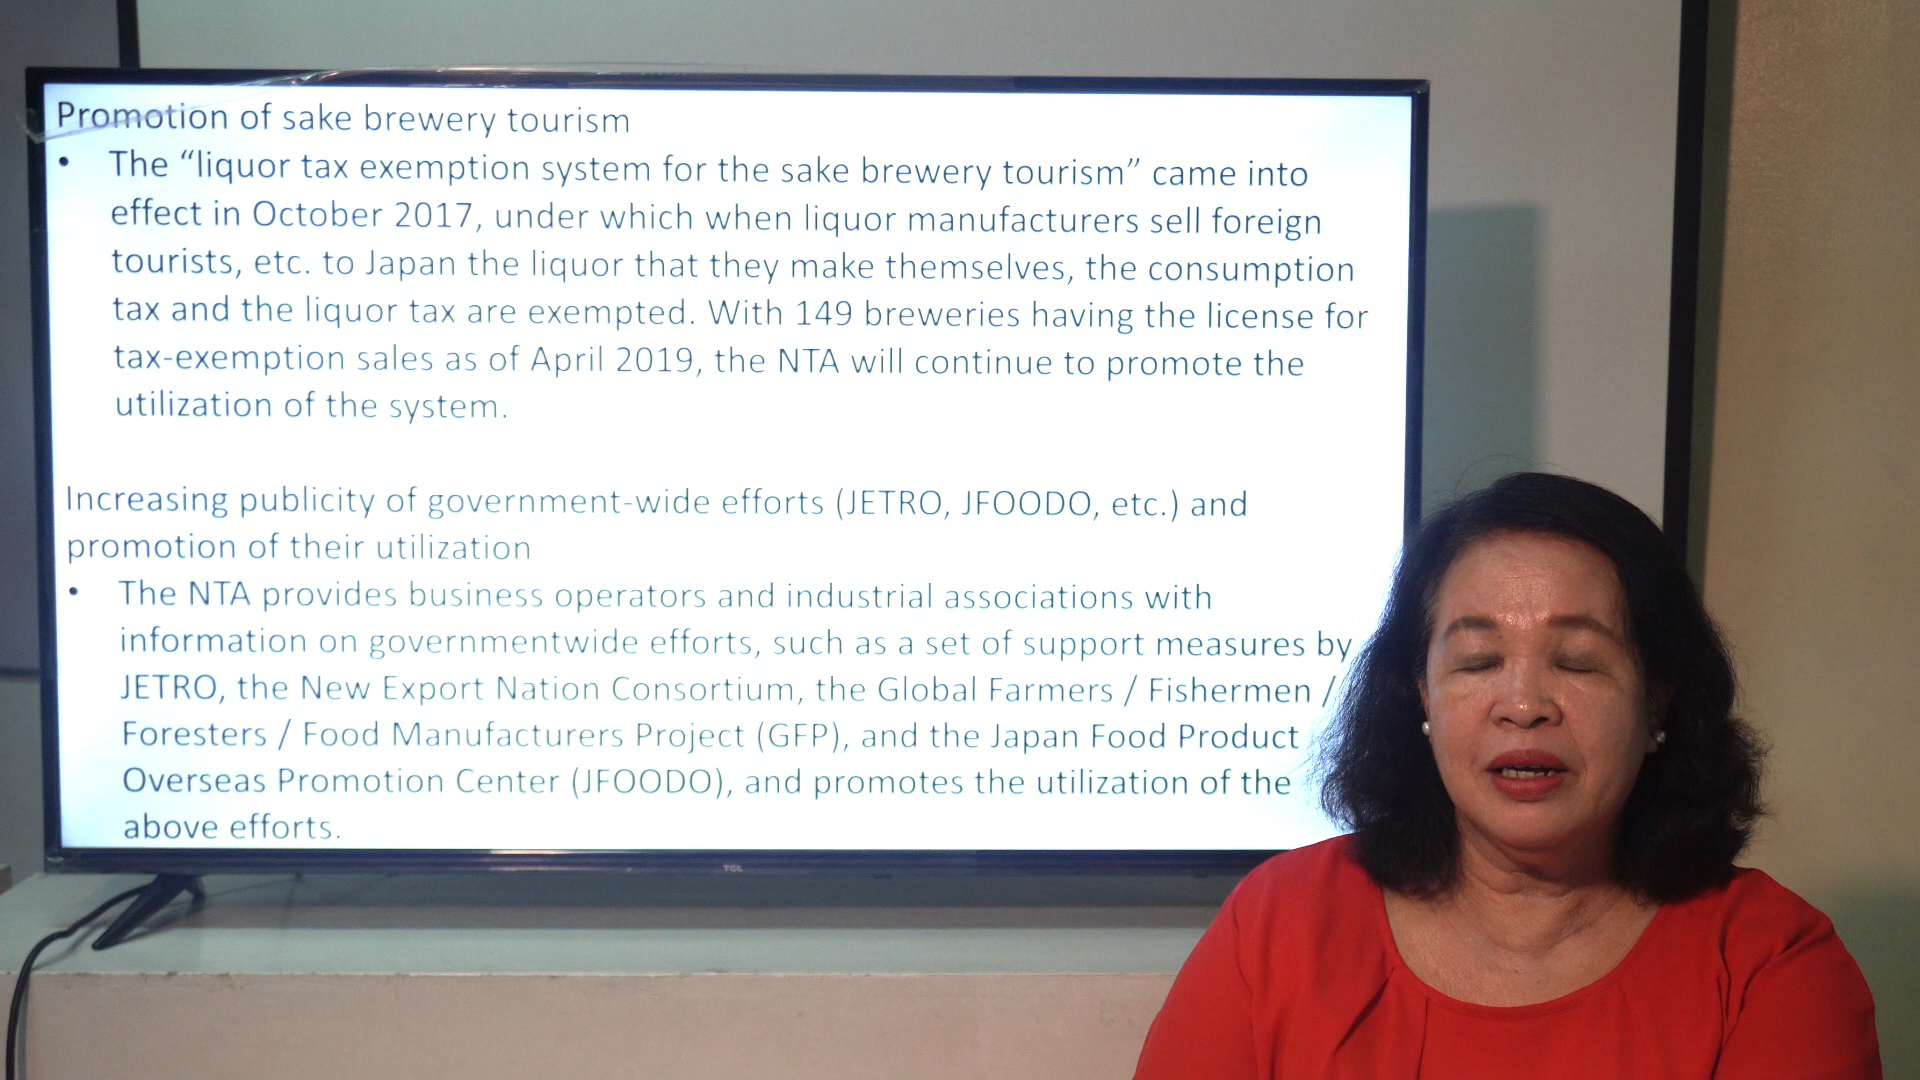 Promotion of sake brewery tourism
• The “liquor tax exemption system for the sake brewery tourism” came into
effect in October 2017, under which when liquor manufacturers sell foreign
tourists, etc. to Japan the liquor that they make themselves, the consumption
tax and the liquor tax are exempted. With 149 breweries having the license for
tax-exemption sales as of April 2019, the NTA will continue to promote the
utilization of the system.
Increasing publicity of government-wide efforts (JETRO, JFOODO, etc.) and
promotion of their utilization
• The NTA provides business operators and industrial associations with
information on governmentwide efforts, such as a set of support measures by
JETRO, the New Export Nation Consortium, the Global Farmers / Fishermen /
Foresters / Food Manufacturers Project (GFP), and the Japan Food Product
Overseas Promotion Center (JFOODO), and promotes the utilization of the
above efforts.
TCL